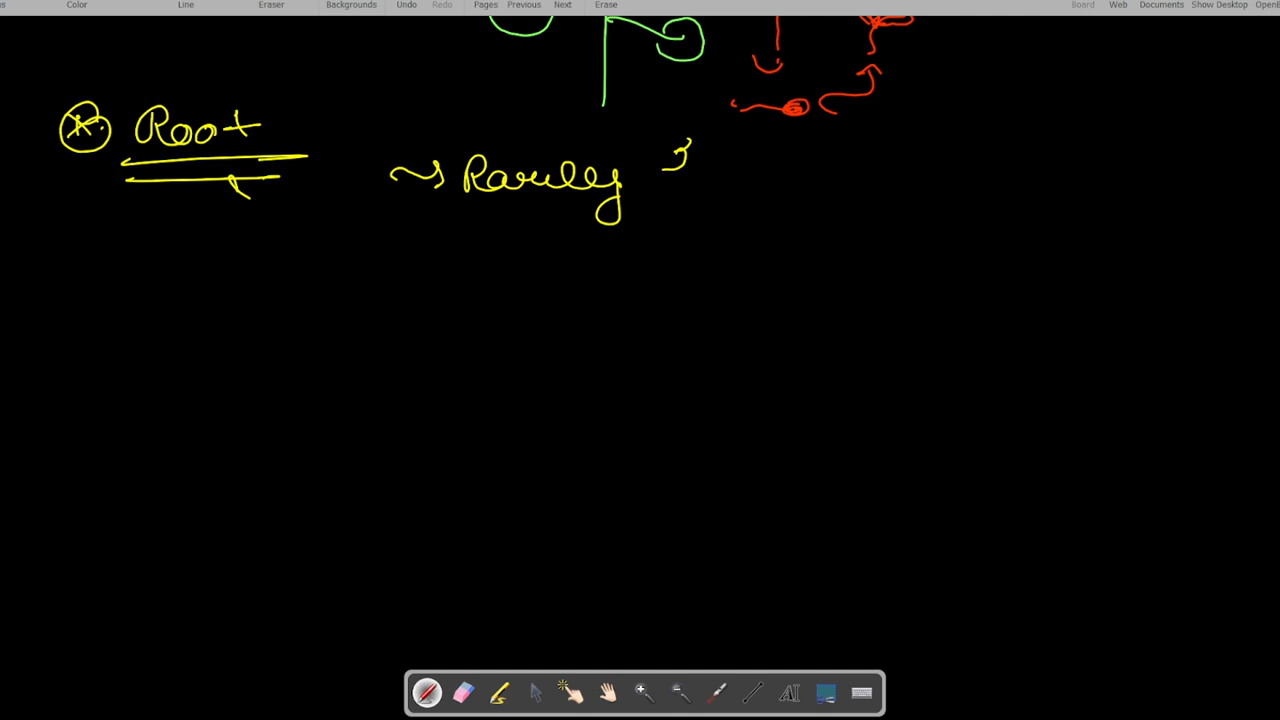 Color Line Eraser Backgrounds Undo Redo Pages Previous Next Erase Board Web Documents Show Desktop
Root
Rarely